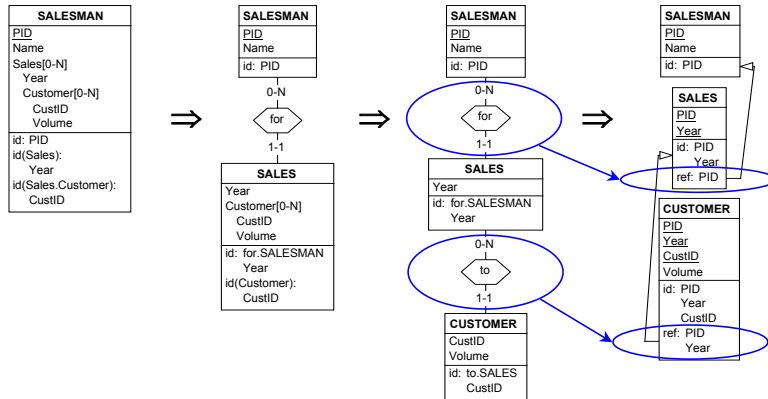 SALESMAN
PID
Name
Sales[0-N]
Year
Customer[0-N]
CustID
Volume
id: PID
id(Sales):
Year
id(Sales.Customer):
CustID
⇒
SALESMAN
PID
Name
id: PID
0-N
for
1-1
SALES
Year
Customer[0-N]
CustID
Volume
id: for.SALESMAN
Year
id(Customer):
CustID
⇒
SALESMAN
PID
Name
id: PID
0-N
for
1-1
SALES
Year
id: for.SALESMAN
Year
0-N
to
1-1
CUSTOMER
CustID
Volume
id: to.SALES
CustID
⇒
SALESMAN
PID
Name
id: PID
SALES
PID
Year
id: PID
Year
ref: PID
CUSTOMER
PID
Year
CustID
Volume
id: PID
Year
CustID
ref: PID
Year